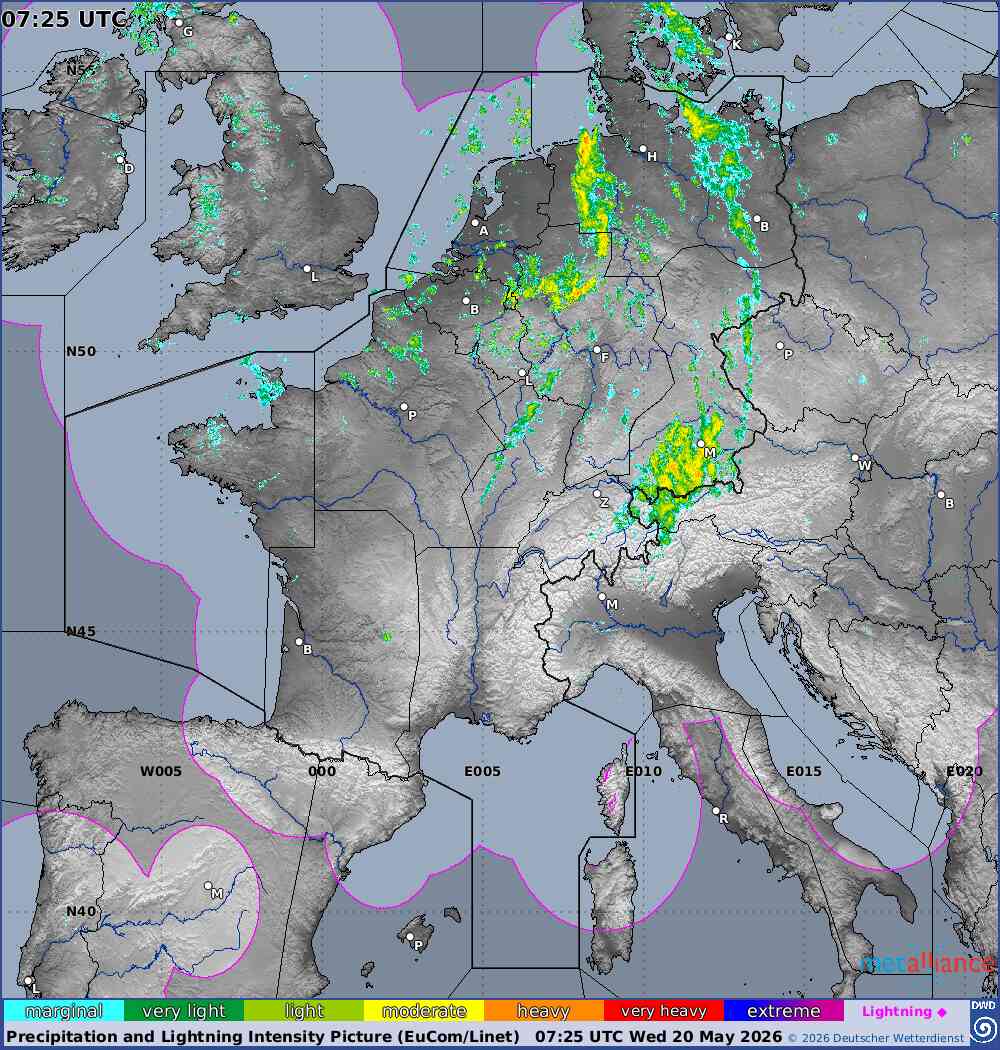 07:25 UTC
G
K
N55
D
H
A
B
L
B
N50
F
P
L
P
M
W
Z
B
M
N45
B
W005
000
E005
E010
E015
E020
R
M
N40
P
L
metalliance
marginal
very light
light
moderate
heavy
very heavy
extreme
Lightning
DWD
Precipitation and Lightning Intensity Picture (EuCom/Linet) 07:25 UTC Wed 20 May 2026 © 2026 Deutscher Wetterdienst